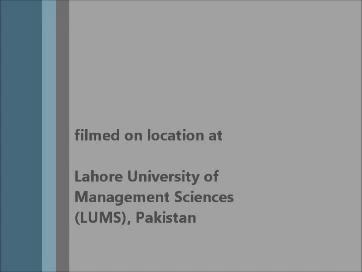 filmed on location at
Lahore University of
Management Sciences
(LUMS), Pakistan